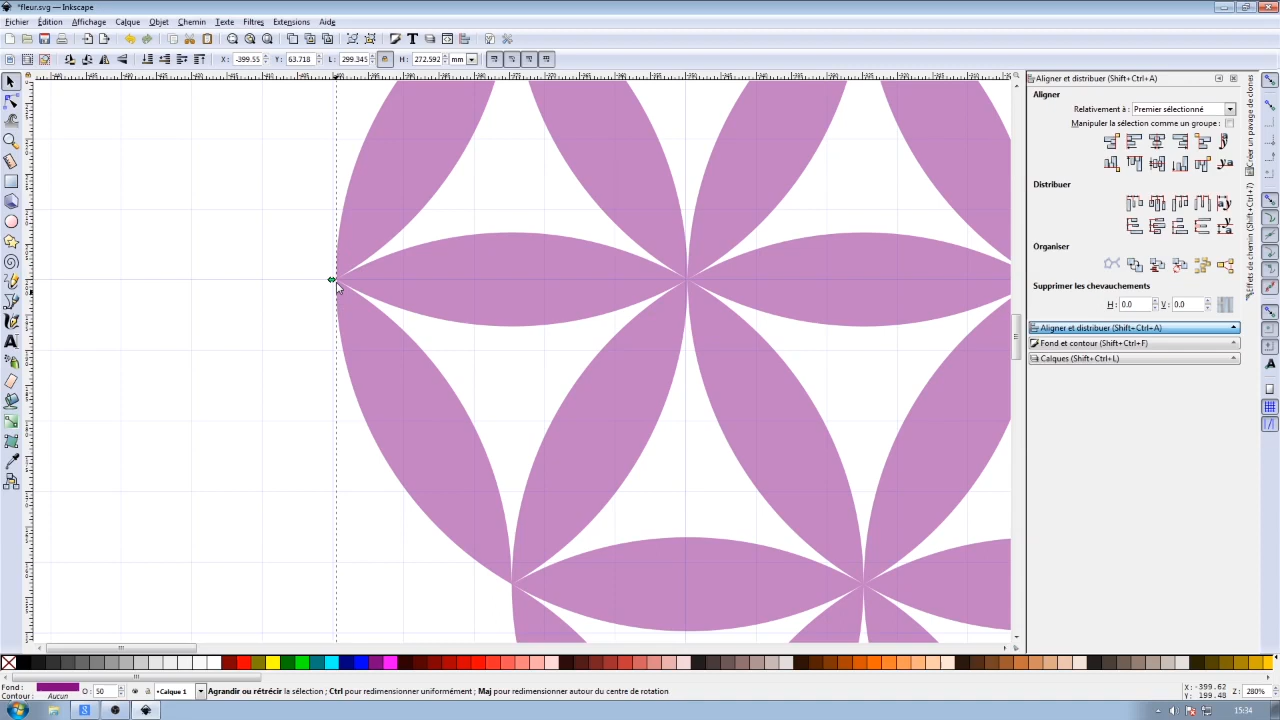 *fleur.svg — Inkscape
Fichier Édition Affichage Calque Objet Chemin Texte Filtres Extensions Aide
X: -399.55 Y: 63.718 L: 299.345 H: 272.592 mm
Aligner et distribuer (Shift+Ctrl+A)
Aligner
Relativement à : Premier sélectionné
Manipuler la sélection comme un groupe :
Distribuer
Organiser
Supprimer les chevauchements
H: 0.0 V: 0.0
Aligner et distribuer (Shift+Ctrl+A)
Fond et contour (Shift+Ctrl+F)
Calques (Shift+Ctrl+L)
Créer un pavage de clones
Effets de chemin (Shift+Ctrl+7)
Fond :
Contour : Aucun
O: 50
•Calque 1
Agrandir ou rétrécir la sélection ; Ctrl pour redimensionner uniformément ; Maj pour redimensionner autour du centre de rotation
X: -399.62
Y: 199.48
Z: 280%
15:34